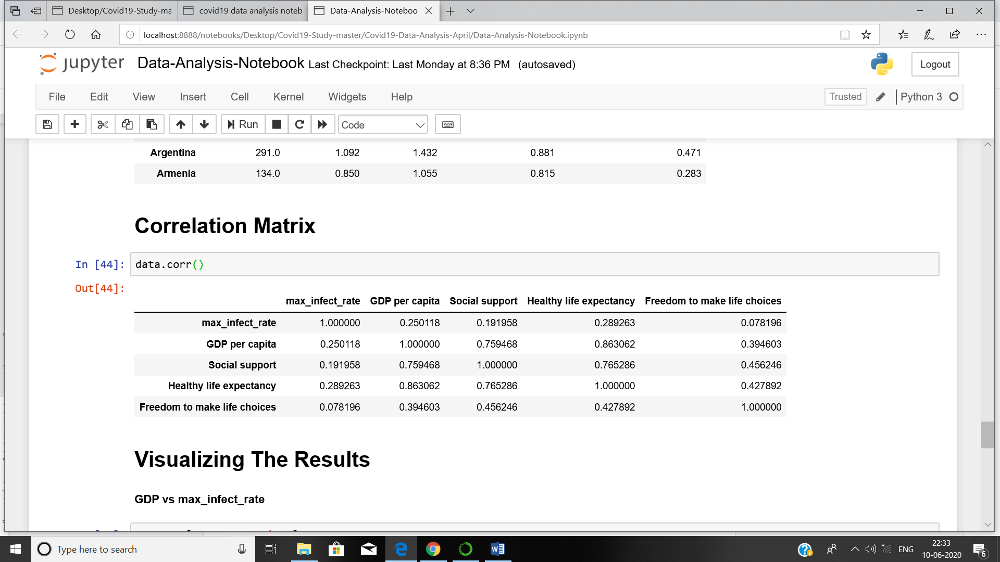 Desktop/Covid19-Study-ma
covid19 data analysis noteb
Data-Analysis-Noteboo
localhost:8888/notebooks/Desktop/Covid19-Study-master/Covid19-Data-Analysis-April/Data-Analysis-Notebook.ipynb
jupyter Data-Analysis-Notebook Last Checkpoint: Last Monday at 8:36 PM (autosaved)
Logout
File Edit View Insert Cell Kernel Widgets Help
Trusted Python 3
Run Code
Argentina 291.0 1.092 1.432 0.881 0.471
Armenia 134.0 0.850 1.055 0.815 0.283
Correlation Matrix
In [44]: data.corr()
Out[44]:
max_infect_rate GDP per capita Social support Healthy life expectancy Freedom to make life choices
max_infect_rate 1.000000 0.250118 0.191958 0.289263 0.078196
GDP per capita 0.250118 1.000000 0.759468 0.863062 0.394603
Social support 0.191958 0.759468 1.000000 0.765286 0.456246
Healthy life expectancy 0.289263 0.863062 0.765286 1.000000 0.427892
Freedom to make life choices 0.078196 0.394603 0.456246 0.427892 1.000000
Visualizing The Results
GDP vs max_infect_rate
Type here to search
ENG
22:33
10-06-2020
6